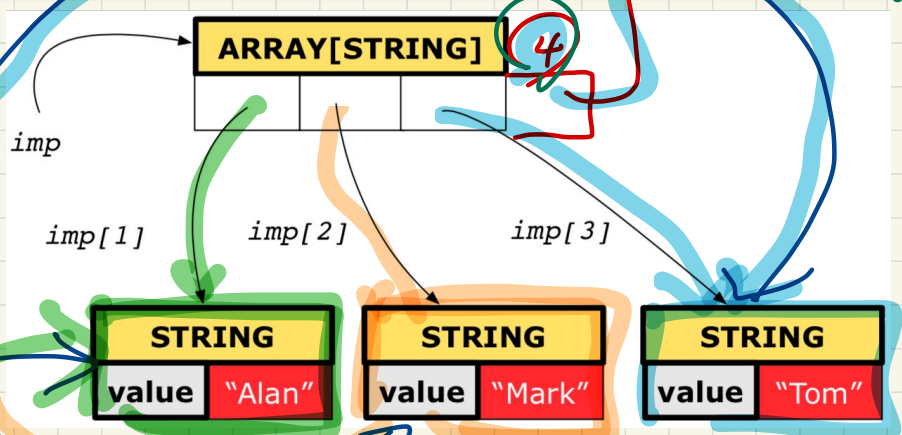 ARRAY[STRING] 4
imp
imp[1] imp[2] imp[3]
STRING STRING STRING
value “Alan” value “Mark” value “Tom”